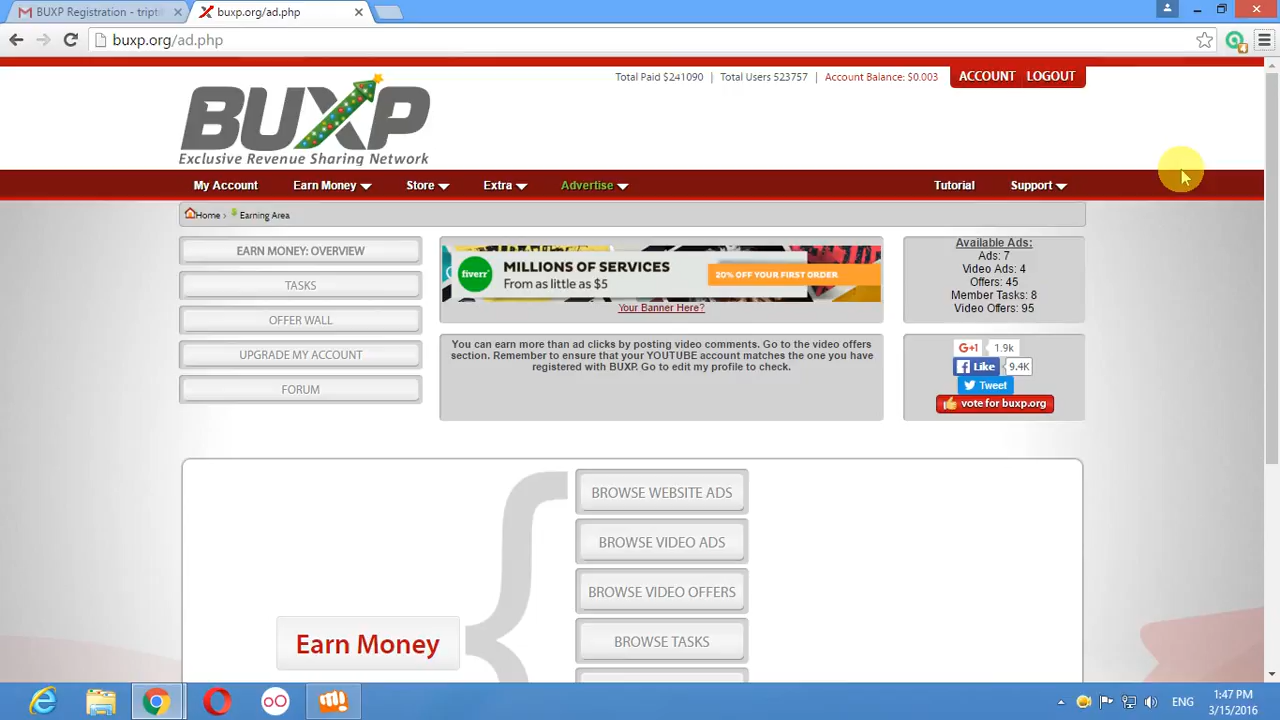 BUXP Registration - tripti
buxp.org/ad.php
buxp.org/ad.php
Total Paid $241090 | Total Users 523757 | Account Balance: $0.003
ACCOUNT LOGOUT
BUXP
Exclusive Revenue Sharing Network
My Account Earn Money Store Extra Advertise Tutorial Support
Home › Earning Area
EARN MONEY: OVERVIEW
TASKS
OFFER WALL
UPGRADE MY ACCOUNT
FORUM
fiverr
MILLIONS OF SERVICES
From as little as $5
20% OFF YOUR FIRST ORDER
Your Banner Here?
You can earn more than ad clicks by posting video comments. Go to the video offers
section. Remember to ensure that your YOUTUBE account matches the one you have
registered with BUXP. Go to edit my profile to check.
Available Ads:
Ads: 7
Video Ads: 4
Offers: 45
Member Tasks: 8
Video Offers: 95
G+1 1.9k
Like 9.4K
Tweet
vote for buxp.org
BROWSE WEBSITE ADS
BROWSE VIDEO ADS
BROWSE VIDEO OFFERS
BROWSE TASKS
Earn Money
ENG
1:47 PM
3/15/2016